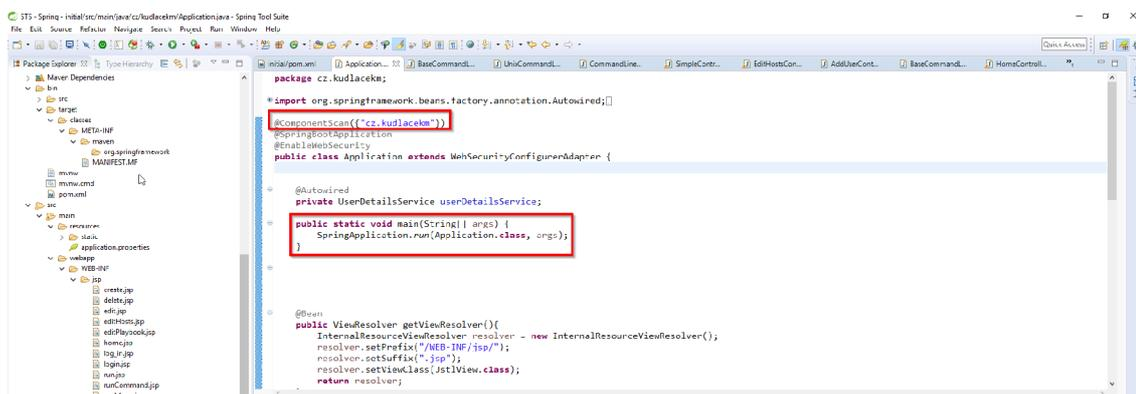 STS - Spring - initial/src/main/java/cz/kudlacekm/Application.java - Spring Tool Suite
File Edit Source Refactor Navigate Search Project Run Window Help
Quick Access
Package Explorer Type Hierarchy
initial/pom.xml Application.... BaseCommandL... UnixCommandL... CommandLine... SimpleContr... EditHostsCon... AddUserCont... BaseCommandL... HomeControll...
Maven Dependencies
bin
src
target
classes
META-INF
maven
org.springframework
MANIFEST.MF
mvnw
mvnw.cmd
pom.xml
src
main
resources
static
application.properties
webapp
WEB-INF
jsp
create.jsp
delete.jsp
edit.jsp
editHosts.jsp
editPlaybook.jsp
home.jsp
log_in.jsp
login.jsp
run.jsp
runCommand.jsp
package cz.kudlacekm;
import org.springframework.beans.factory.annotation.Autowired;
@ComponentScan({"cz.kudlacekm"})
@SpringBootApplication
@EnableWebSecurity
public class Application extends WebSecurityConfigurerAdapter {
@Autowired
private UserDetailsService userDetailsService;
public static void main(String[] args) {
SpringApplication.run(Application.class, args);
}
@Bean
public ViewResolver getViewResolver(){
InternalResourceViewResolver resolver = new InternalResourceViewResolver();
resolver.setPrefix("/WEB-INF/jsp/");
resolver.setSuffix(".jsp");
resolver.setViewClass(JstlView.class);
return resolver;